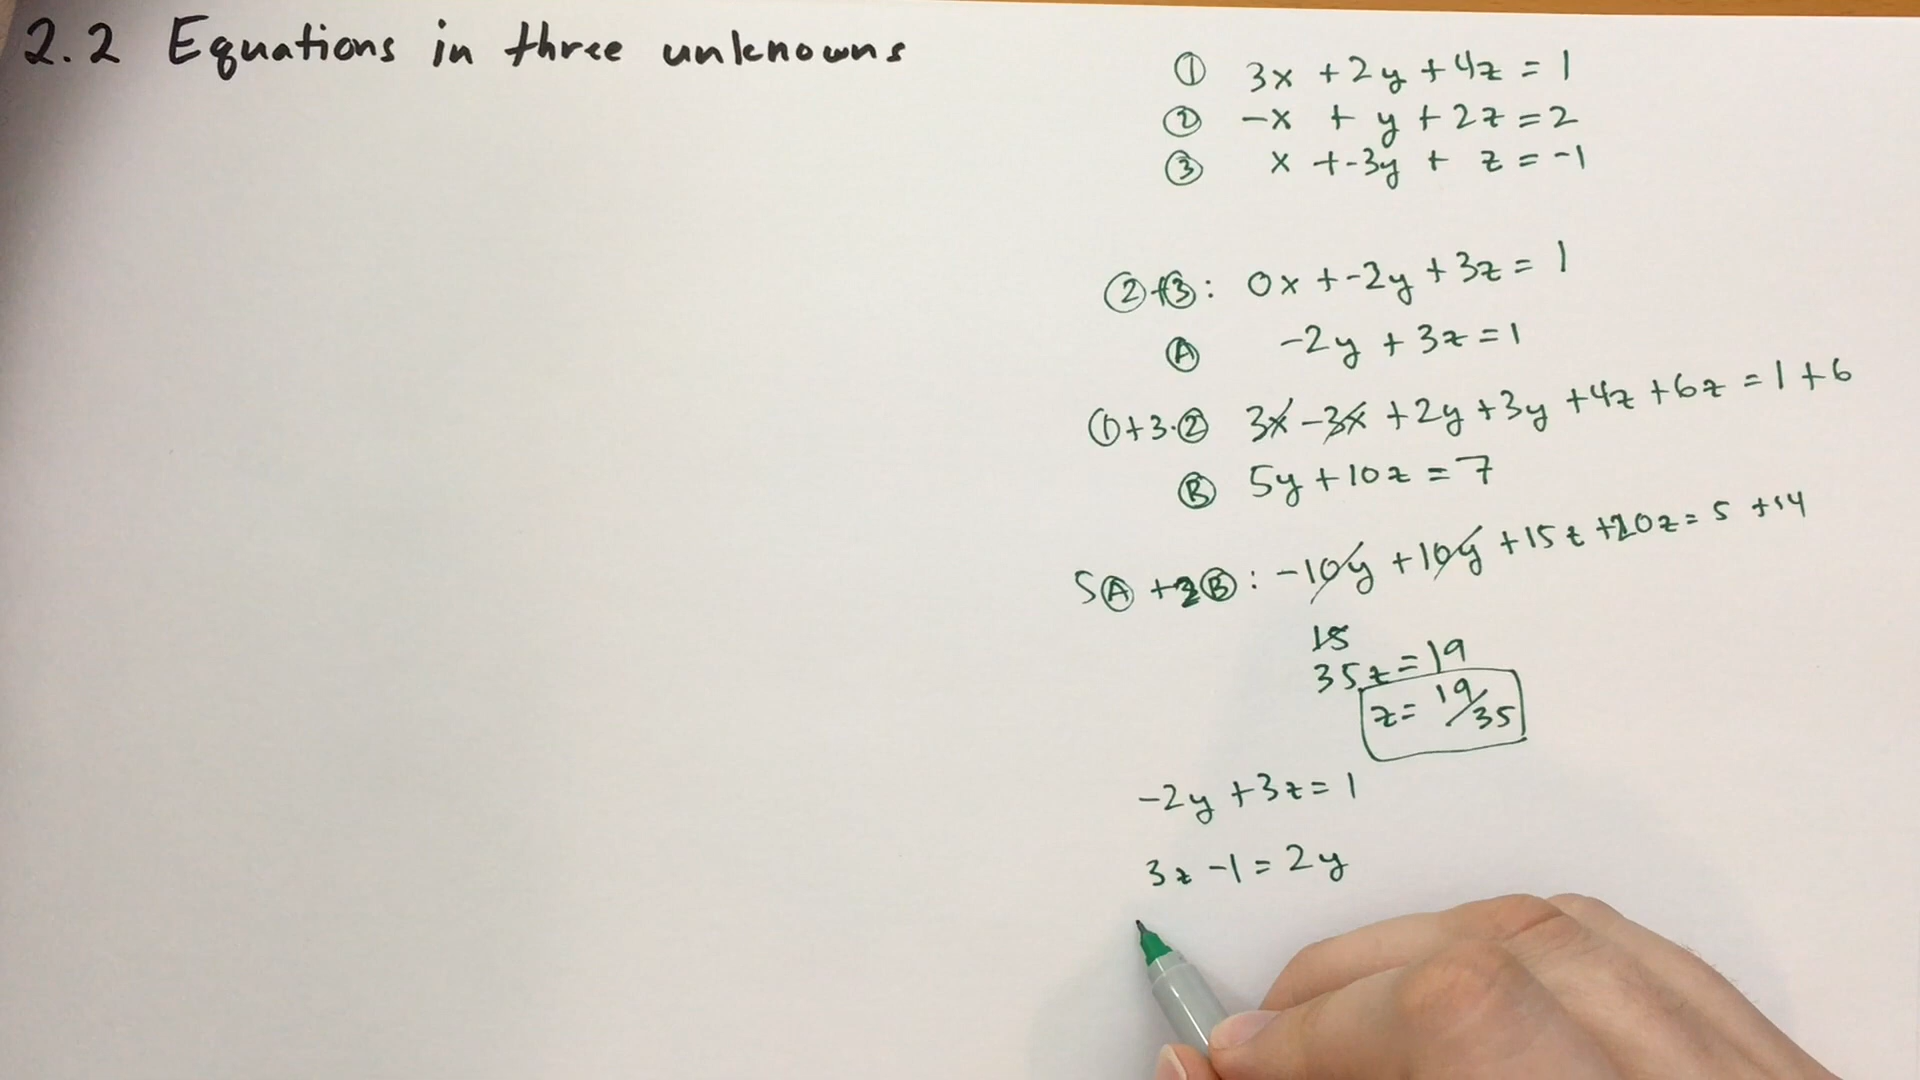 2.2 Equations in three unknowns
① 3x + 2y + 4z = 1
② -x + y + 2z = 2
③ x + -3y + z = -1
②+③: 0x + -2y + 3z = 1
Ⓐ -2y + 3z = 1
①+3·② 3x - 3x + 2y + 3y + 4z + 6z = 1 + 6
Ⓑ 5y + 10z = 7
5Ⓐ + 2Ⓑ: -10y + 10y + 15z + 20z = 5 + 14
15
35z = 19
z = 19/35
-2y + 3z = 1
3z - 1 = 2y